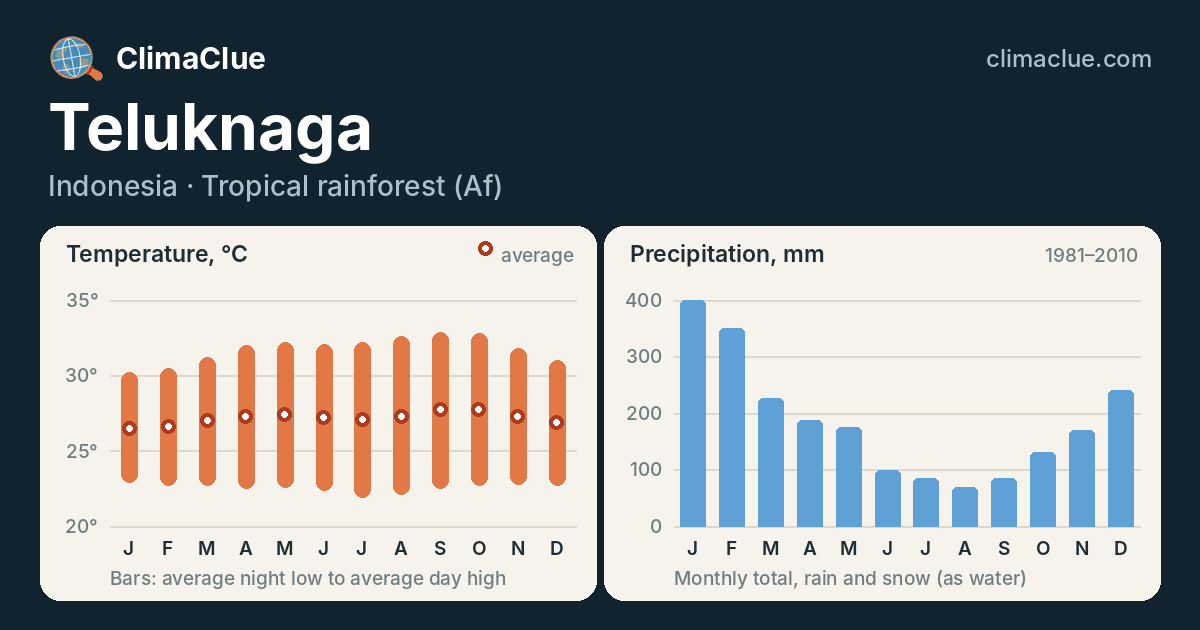 ClimaClue
climaclue.com
Teluknaga
Indonesia · Tropical rainforest (Af)
Temperature, °C
average
35°
30°
25°
20°
J F M A M J J A S O N D
Bars: average night low to average day high
Precipitation, mm
1981–2010
400
300
200
100
0
J F M A M J J A S O N D
Monthly total, rain and snow (as water)